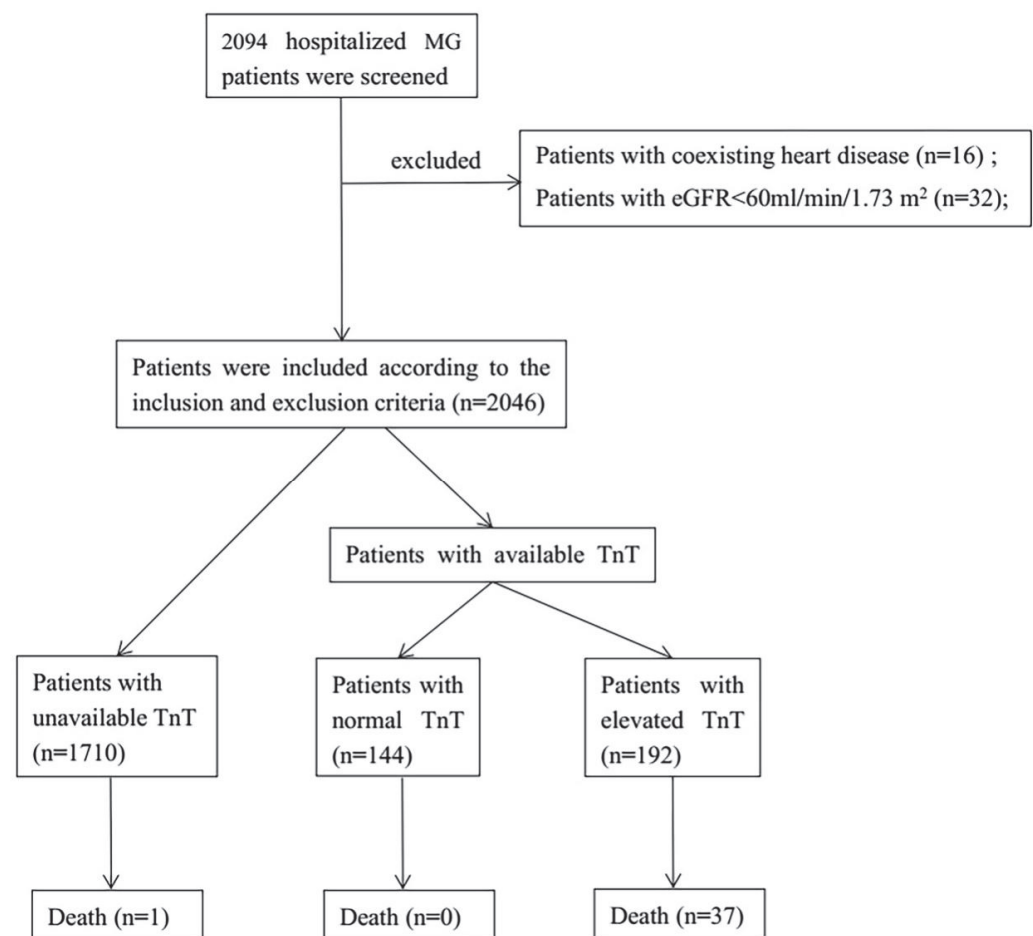 2094 hospitalized MG
patients were screened
excluded
Patients with coexisting heart disease (n=16) ;
Patients with eGFR<60ml/min/1.73 m² (n=32);
Patients were included according to the
inclusion and exclusion criteria (n=2046)
Patients with available TnT
Patients with
unavailable TnT
(n=1710)
Patients with
normal TnT
(n=144)
Patients with
elevated TnT
(n=192)
Death (n=1)
Death (n=0)
Death (n=37)